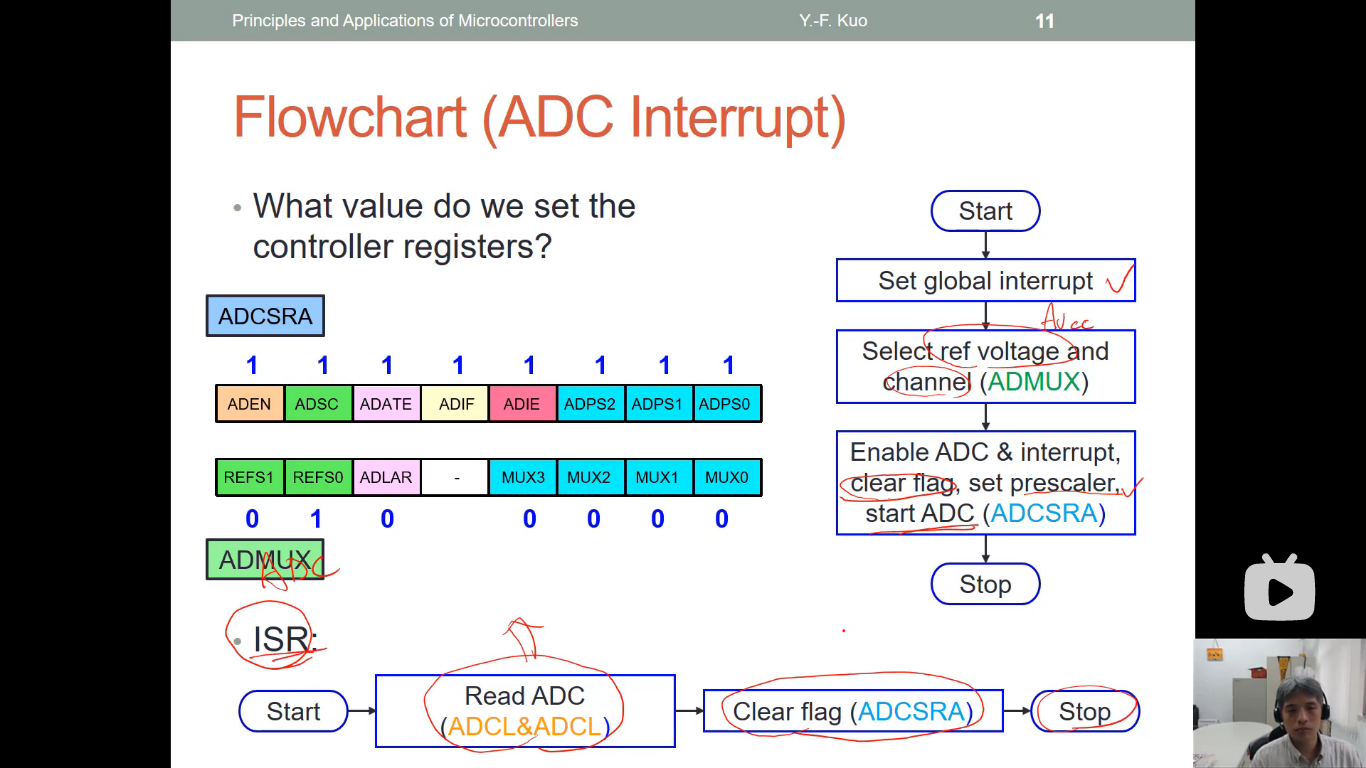 Principles and Applications of Microcontrollers
Y.-F. Kuo
11
Flowchart (ADC Interrupt)
• What value do we set the
controller registers?
ADCSRA
1 1 1 1 1 1 1 1
ADEN ADSC ADATE ADIF ADIE ADPS2 ADPS1 ADPS0
REFS1 REFS0 ADLAR - MUX3 MUX2 MUX1 MUX0
0 1 0 0 0 0 0
ADMUX
ADC
• ISR:
Start
Read ADC
(ADCL&ADCL)
Clear flag (ADCSRA)
Stop
Start
Set global interrupt
Avcc
Select ref voltage and
channel (ADMUX)
Enable ADC & interrupt,
clear flag, set prescaler,
start ADC (ADCSRA)
Stop